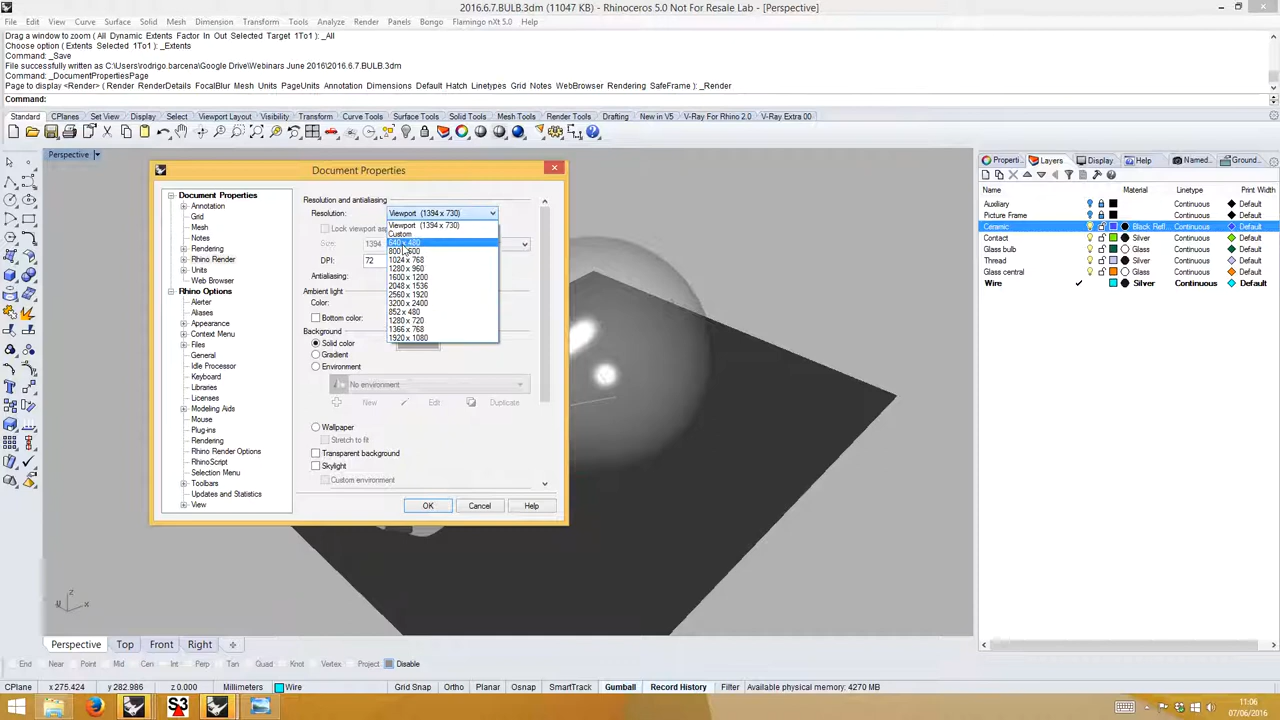 2016.6.7.BULB.3dm (11047 KB) - Rhinoceros 5.0 Not For Resale Lab - [Perspective]
File Edit View Curve Surface Solid Mesh Dimension Transform Tools Analyze Render Panels Bongo Flamingo nXt 5.0 Help
Drag a window to zoom ( All Dynamic Extents Factor In Out Selected Target 1To1 ): _All
Choose option ( Extents Selected 1To1 ): _Extents
Command: _Save
File successfully written as C:\Users\rodrigo.barcena\Google Drive\Webinars June 2016\2016.6.7.BULB.3dm
Command: _DocumentPropertiesPage
Page to display <Render> ( Render RenderDetails FocalBlur Mesh Units PageUnits Annotation Dimensions Default Hatch Linetypes Grid Notes WebBrowser Rendering SafeFrame ): _Render
Command:
Standard CPlanes Set View Display Select Viewport Layout Visibility Transform Curve Tools Surface Tools Solid Tools Mesh Tools Render Tools Drafting New in V5 V-Ray For Rhino 2.0 V-Ray Extra 00
Perspective
Document Properties
Document Properties
Annotation
Grid
Mesh
Notes
Rendering
Rhino Render
Units
Web Browser
Rhino Options
Alerter
Aliases
Appearance
Context Menu
Files
General
Idle Processor
Keyboard
Libraries
Licenses
Modeling Aids
Mouse
Plug-ins
Rendering
Rhino Render Options
RhinoScript
Selection Menu
Toolbars
Updates and Statistics
View
Resolution and antialiasing
Resolution: Viewport (1394 x 730)
Viewport (1394 x 730)
Custom
640 x 480
1024 x 768
1280 x 960
1600 x 1200
2048 x 1536
2560 x 1920
3200 x 2400
852 x 480
1280 x 720
1366 x 768
1920 x 1080
Lock viewport asp
Size: 1394
DPI: 72
Antialiasing:
Ambient light
Color:
Bottom color:
Background
Solid color
Gradient
Environment
No environment
New Edit Duplicate
Wallpaper
Stretch to fit
Transparent background
Skylight
Custom environment
OK Cancel Help
Properti... Layers Display Help Named... Ground...
Name Material Linetype Print Width
Auxiliary Continuous Default
Picture Frame Continuous Default
Ceramic Black Refl... Continuous Default
Contact Silver Continuous Default
Glass bulb Glass Continuous Default
Thread Silver Continuous Default
Glass central Glass Continuous Default
Wire Silver Continuous Default
z
y x
Perspective Top Front Right
End Near Point Mid Cen Int Perp Tan Quad Knot Vertex Project Disable
CPlane x 275.424 y 282.986 z 0.000 Millimeters Wire Grid Snap Ortho Planar Osnap SmartTrack Gumball Record History Filter Available physical memory: 4270 MB
S3
11:06
07/06/2016